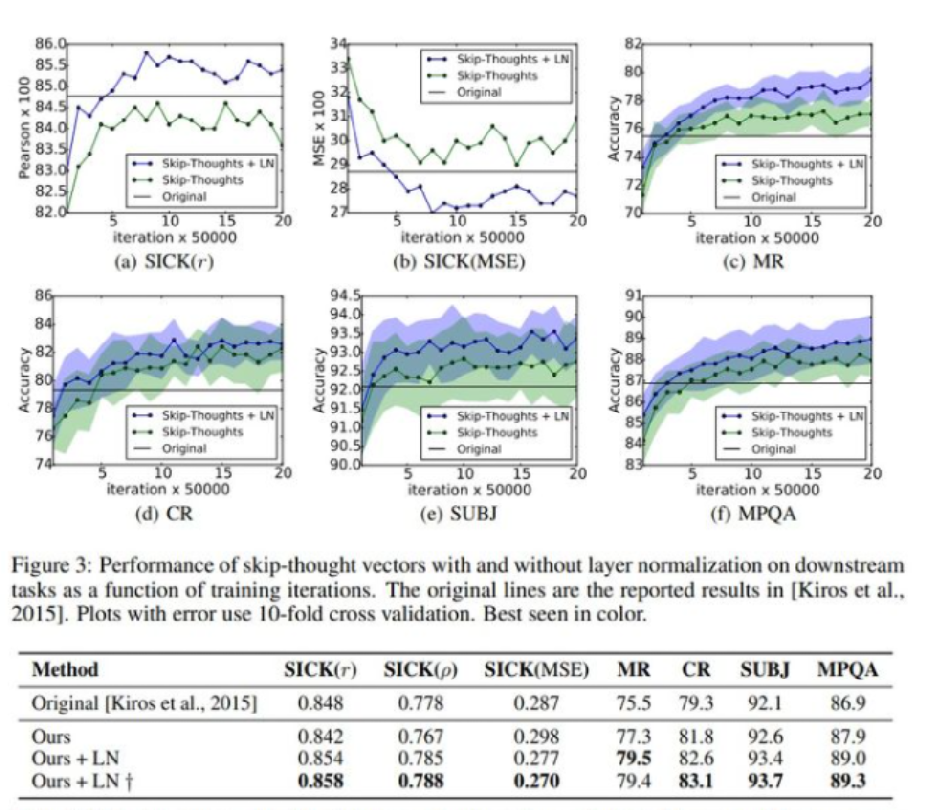 86.0
85.5
85.0
84.5
84.0
83.5
83.0
82.5
82.0
Pearson x 100
Skip-Thoughts + LN
Skip-Thoughts
Original
5 10 15 20
iteration x 50000
(a) SICK(r)
34
33
32
31
30
29
28
27
MSE x 100
Skip-Thoughts + LN
Skip-Thoughts
Original
5 10 15 20
iteration x 50000
(b) SICK(MSE)
82
80
78
76
74
72
70
Accuracy
Skip-Thoughts + LN
Skip-Thoughts
Original
5 10 15 20
iteration x 50000
(c) MR
86
84
82
80
78
76
74
Accuracy
Skip-Thoughts + LN
Skip-Thoughts
Original
5 10 15 20
iteration x 50000
(d) CR
94.5
94.0
93.5
93.0
92.5
92.0
91.5
91.0
90.5
90.0
Accuracy
Skip-Thoughts + LN
Skip-Thoughts
Original
5 10 15 20
iteration x 50000
(e) SUBJ
91
90
89
88
87
86
85
84
83
Accuracy
Skip-Thoughts + LN
Skip-Thoughts
Original
5 10 15 20
iteration x 50000
(f) MPQA
Figure 3: Performance of skip-thought vectors with and without layer normalization on downstream
tasks as a function of training iterations. The original lines are the reported results in [Kiros et al.,
2015]. Plots with error use 10-fold cross validation. Best seen in color.
Method SICK(r) SICK(ρ) SICK(MSE) MR CR SUBJ MPQA
Original [Kiros et al., 2015] 0.848 0.778 0.287 75.5 79.3 92.1 86.9
Ours 0.842 0.767 0.298 77.3 81.8 92.6 87.9
Ours + LN 0.854 0.785 0.277 79.5 82.6 93.4 89.0
Ours + LN † 0.858 0.788 0.270 79.4 83.1 93.7 89.3